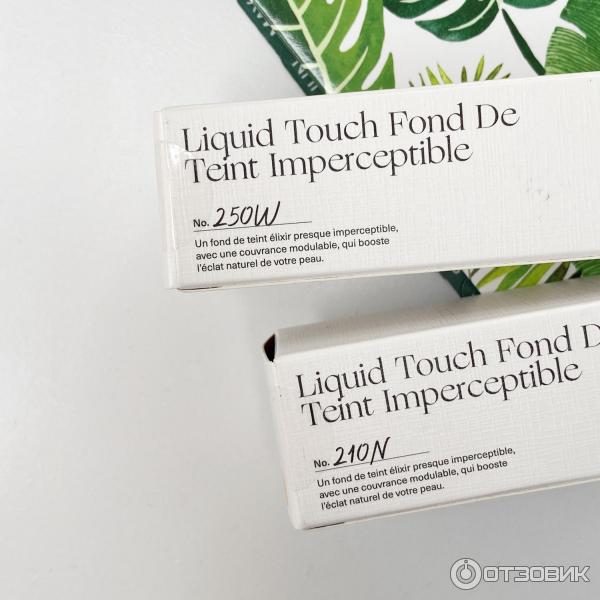 Liquid Touch Fond De
Teint Imperceptible
No. 250W
Un fond de teint élixir presque imperceptible,
avec une couvrance modulable, qui booste
l'éclat naturel de votre peau.
Liquid Touch Fond D
Teint Imperceptible
No. 210N
Un fond de teint élixir presque imperceptible,
avec une couvrance modulable, qui booste
l'éclat naturel de votre peau.
ОТЗОВИК